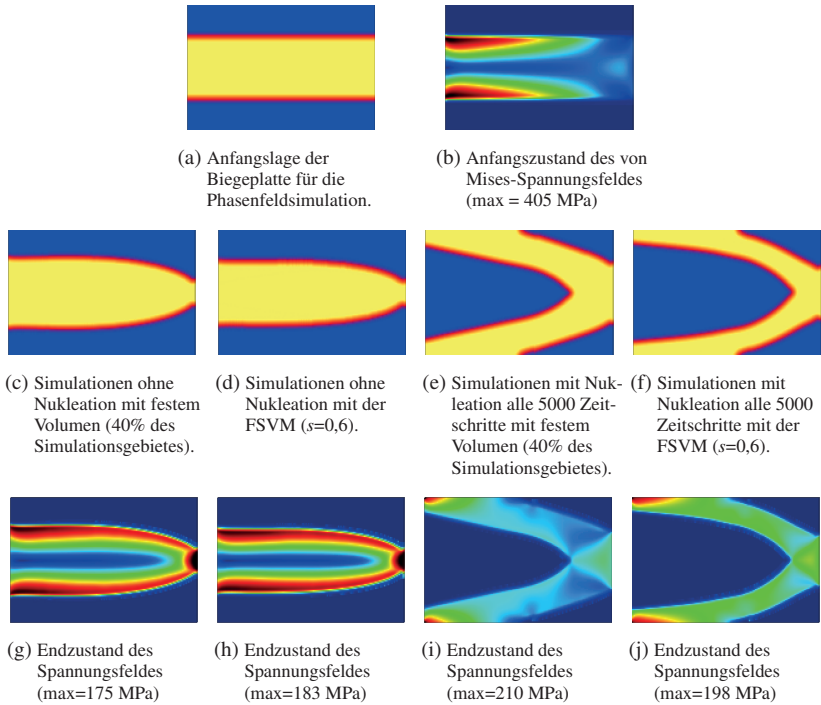 (a) Anfangslage der
Biegeplatte für die
Phasenfeldsimulation.
(b) Anfangszustand des von
Mises-Spannungsfeldes
(max = 405 MPa)
(c) Simulationen ohne
Nukleation mit festem
Volumen (40% des
Simulationsgebietes).
(d) Simulationen ohne
Nukleation mit der
FSVM (s=0,6).
(e) Simulationen mit Nuk-
leation alle 5000 Zeit-
schritte mit festem
Volumen (40% des
Simulationsgebietes).
(f) Simulationen mit
Nukleation alle 5000
Zeitschritte mit der
FSVM (s=0,6).
(g) Endzustand des
Spannungsfeldes
(max=175 MPa)
(h) Endzustand des
Spannungsfeldes
(max=183 MPa)
(i) Endzustand des
Spannungsfeldes
(max=210 MPa)
(j) Endzustand des
Spannungsfeldes
(max=198 MPa)